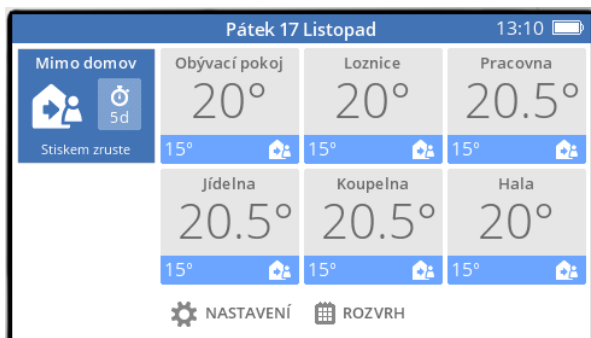 Pátek 17 Listopad 13:10
Mimo domov
5d
Stiskem zruste
Obývací pokoj
20°
15°
Loznice
20°
15°
Pracovna
20.5°
15°
Jídelna
20.5°
15°
Koupelna
20.5°
15°
Hala
20°
15°
NASTAVENÍ
ROZVRH